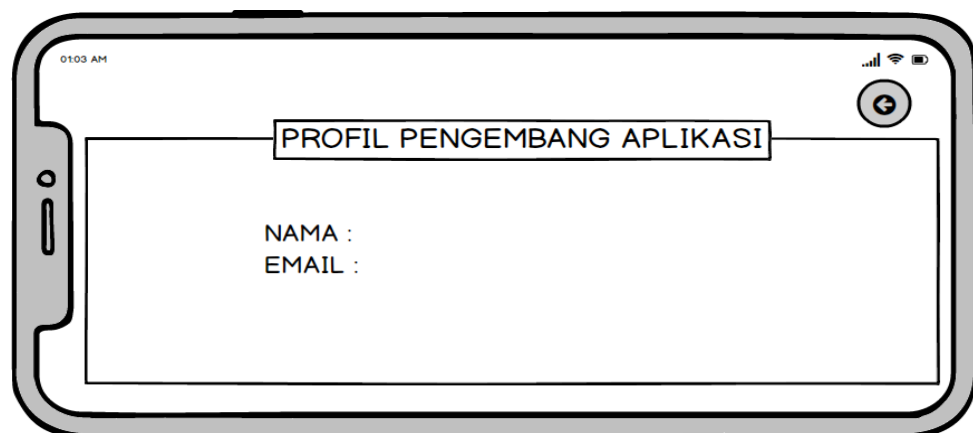 01:03 AM
PROFIL PENGEMBANG APLIKASI
NAMA :
EMAIL :